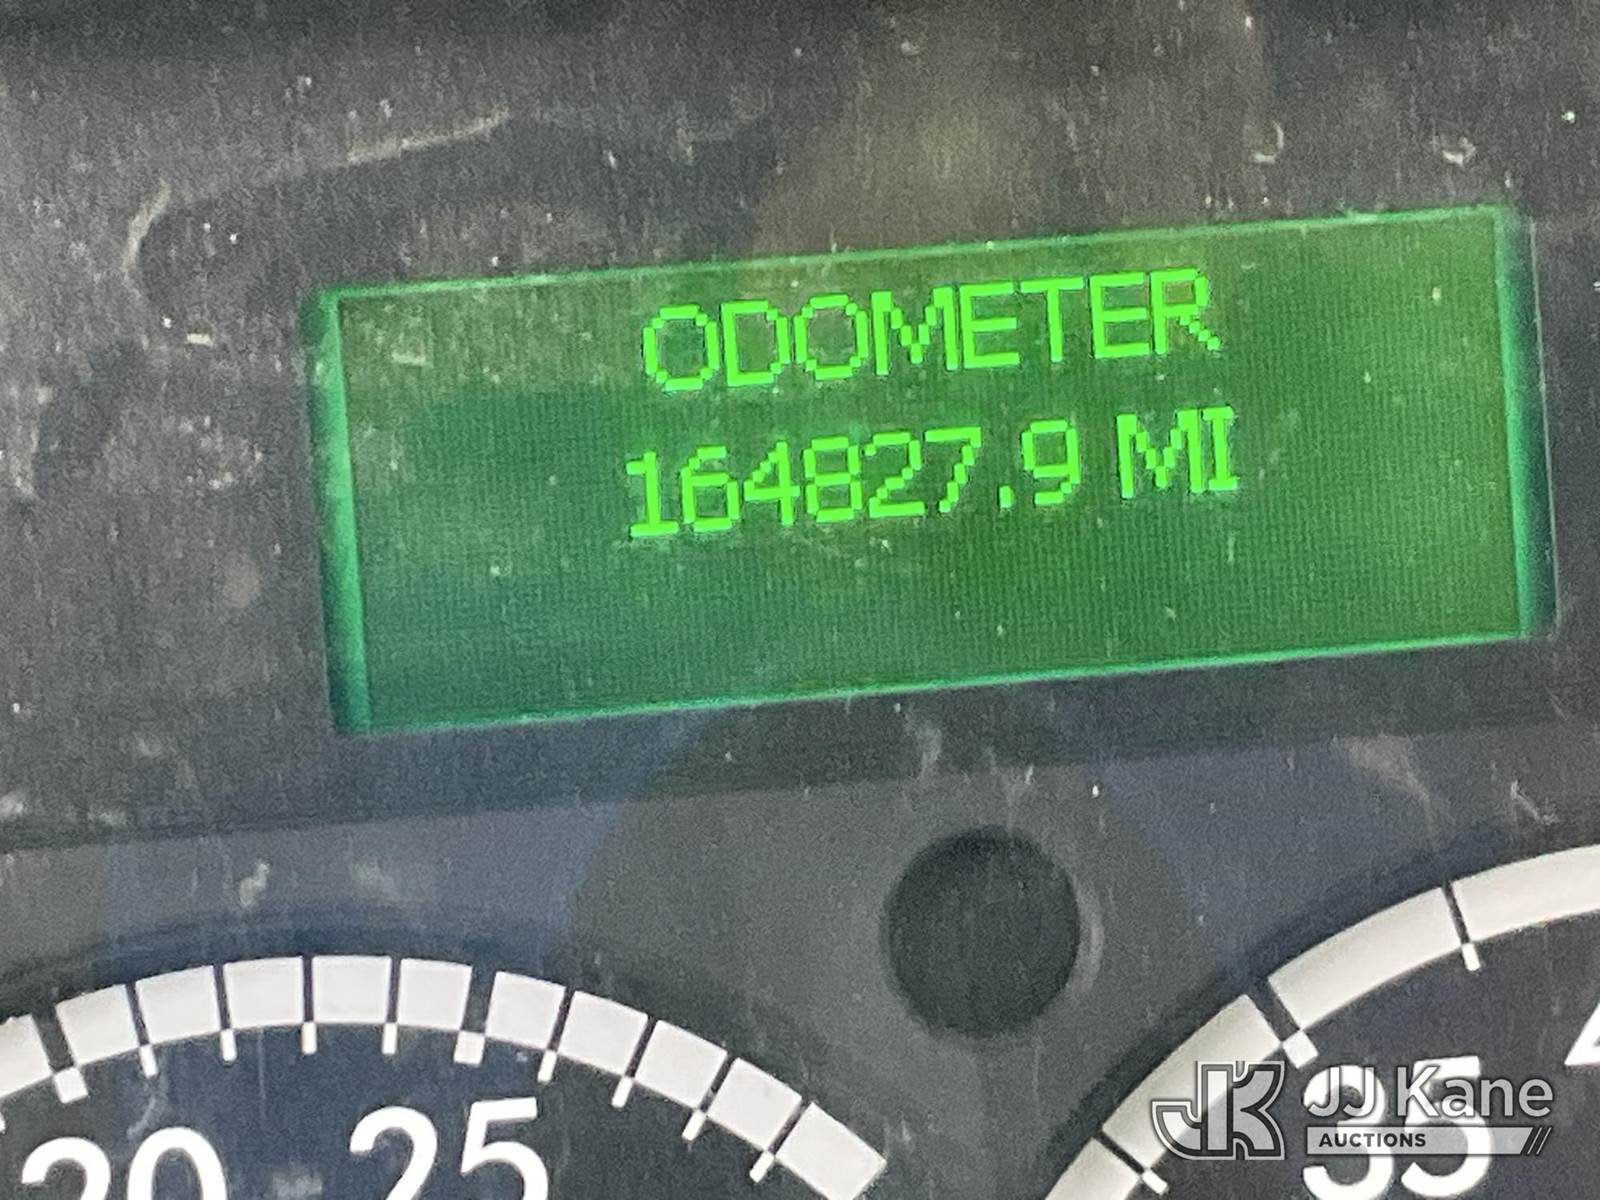 ODOMETER
164827.9 MI
20
25
35
JJ Kane
AUCTIONS